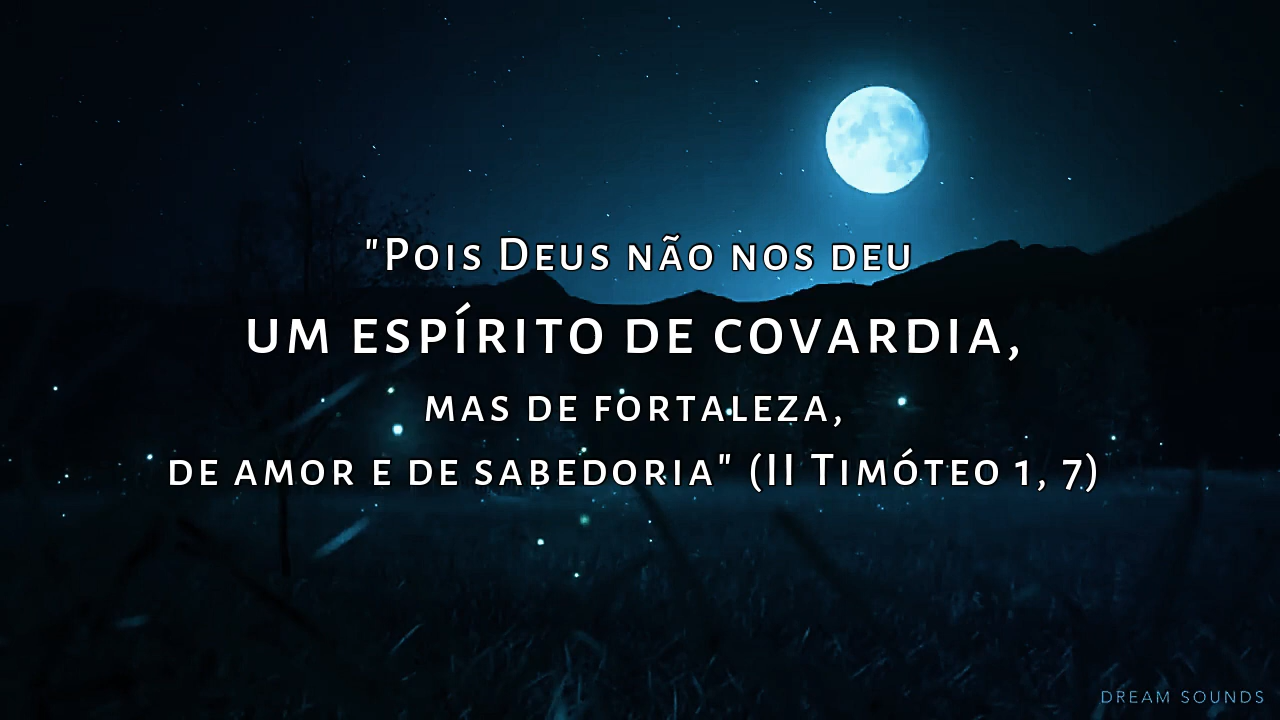 "Pois Deus não nos deu
um espírito de covardia,
mas de fortaleza,
de amor e de sabedoria" (II Timóteo 1, 7)
DREAM SOUNDS